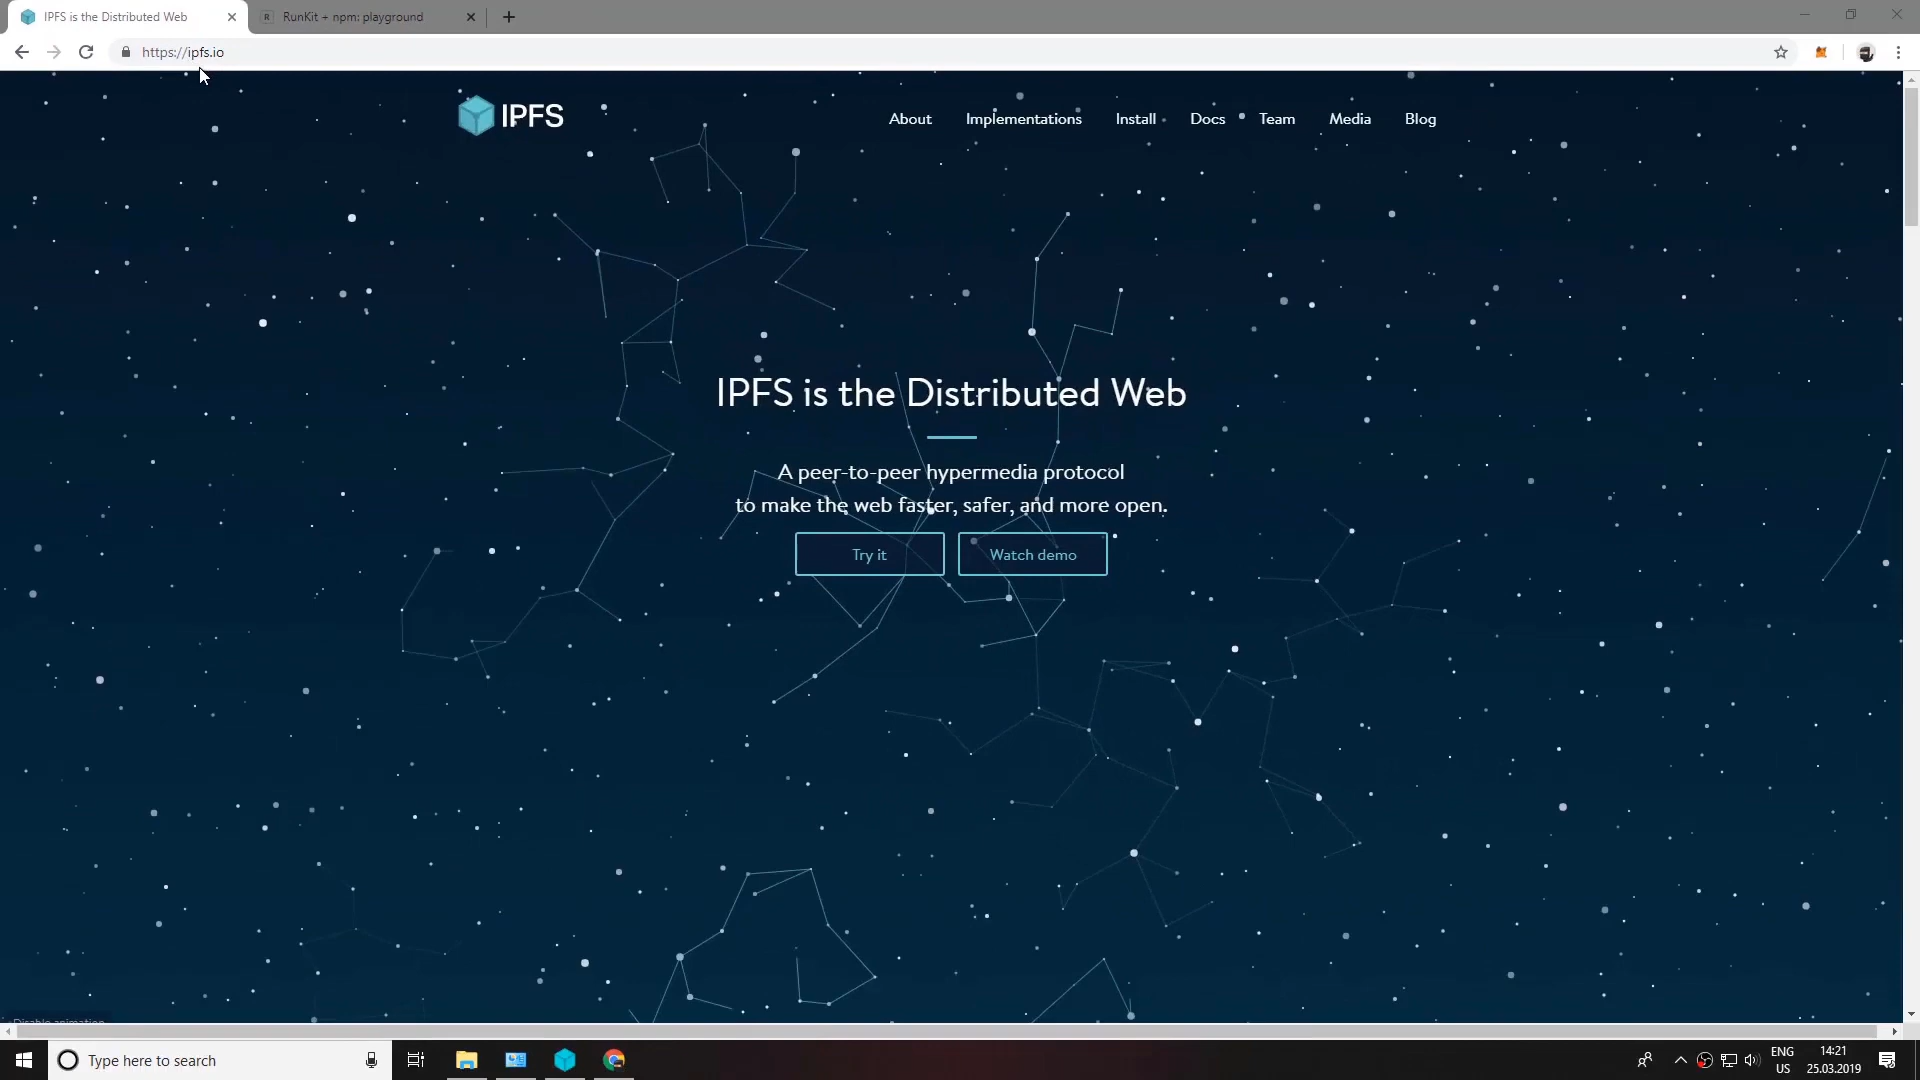 IPFS is the Distributed Web
RunKit + npm: playground
https://ipfs.io
IPFS
About
Implementations
Install
Docs
Team
Media
Blog
IPFS is the Distributed Web
A peer-to-peer hypermedia protocol
to make the web faster, safer, and more open.
Try it
Watch demo
Disable animation
Type here to search
ENG
US
14:21
25.03.2019